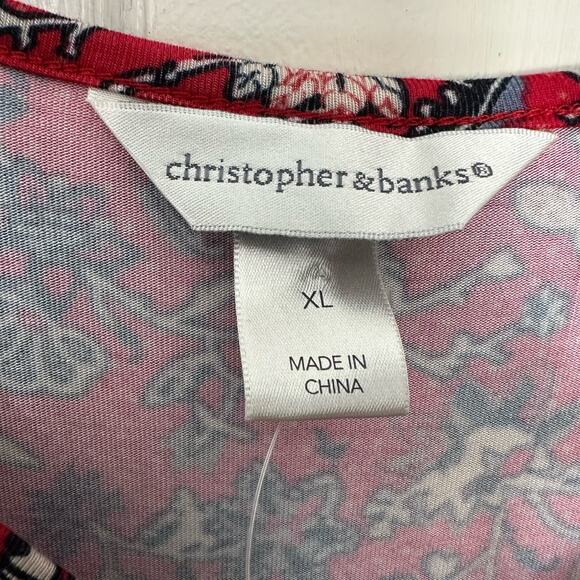 christopher & banks®
XL
MADE IN
CHINA